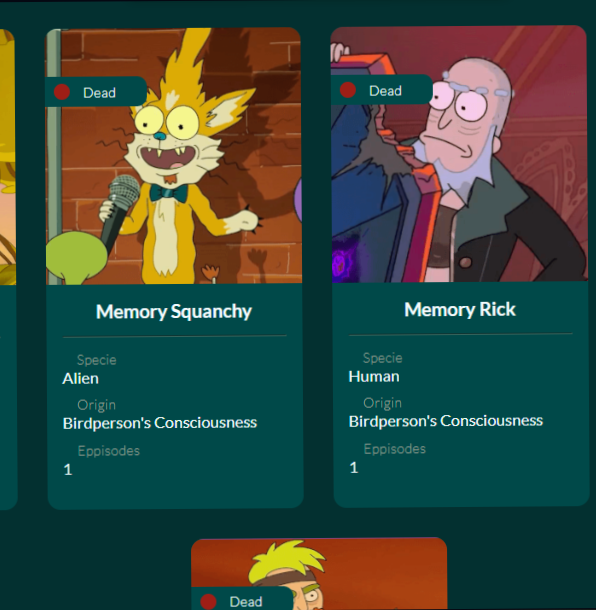 Dead
Memory Squanchy
Specie
Alien
Origin
Birdperson's Consciousness
Eppisodes
1
Dead
Memory Rick
Specie
Human
Origin
Birdperson's Consciousness
Eppisodes
1
Dead